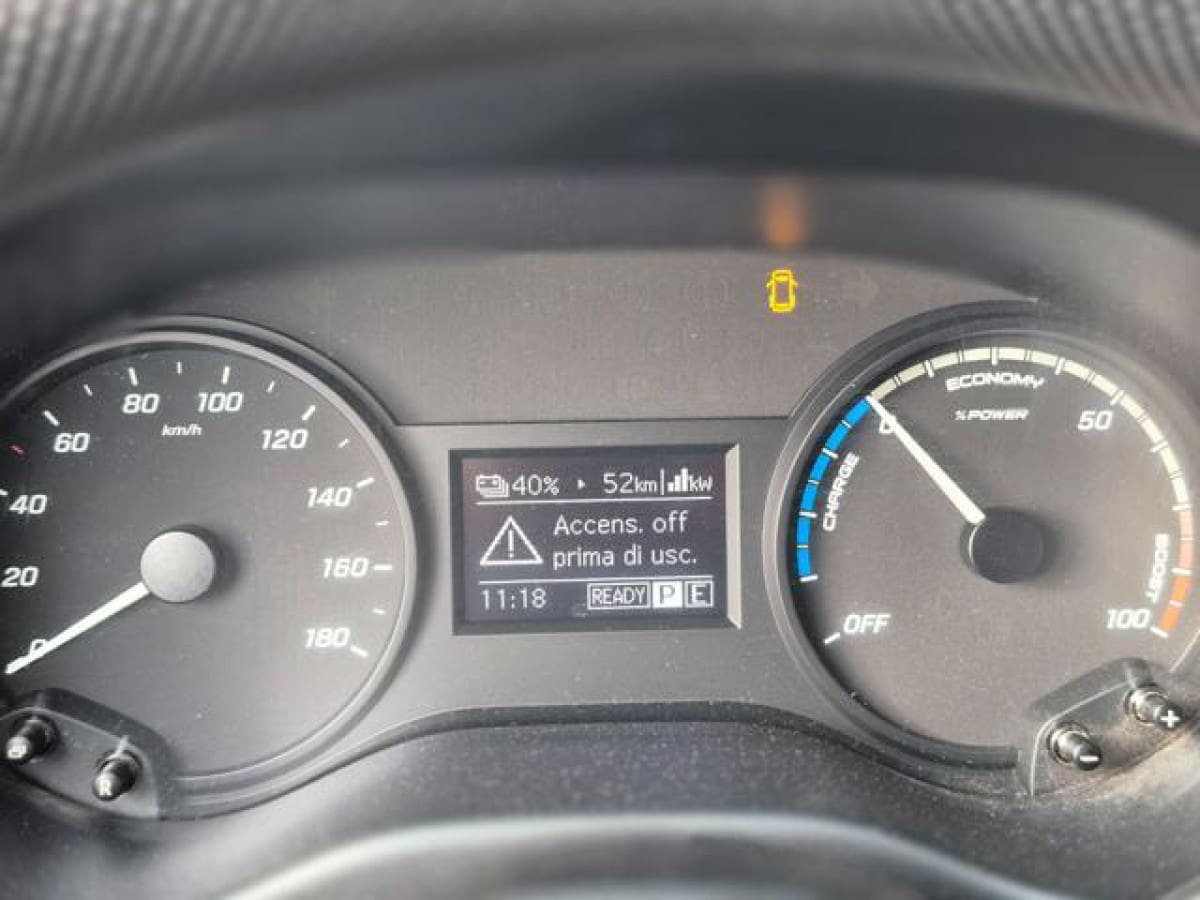 0
20
40
60
80
100
120
140
160
180
km/h
R
40% 52km kW
Accens. off
prima di usc.
11:18 READY P E
OFF
CHARGE
0
ECONOMY
% POWER
50
BOOST
100
-
+